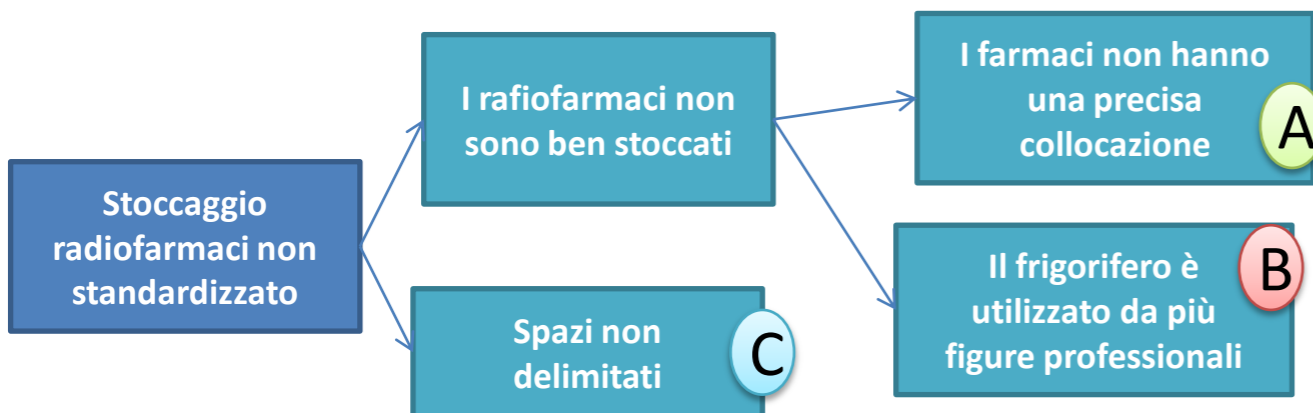 Stoccaggio
radiofarmaci non
standardizzato
I rafiofarmaci non
sono ben stoccati
Spazi non
delimitati
C
I farmaci non hanno
una precisa
collocazione
A
Il frigorifero è
utilizzato da più
figure professionali
B